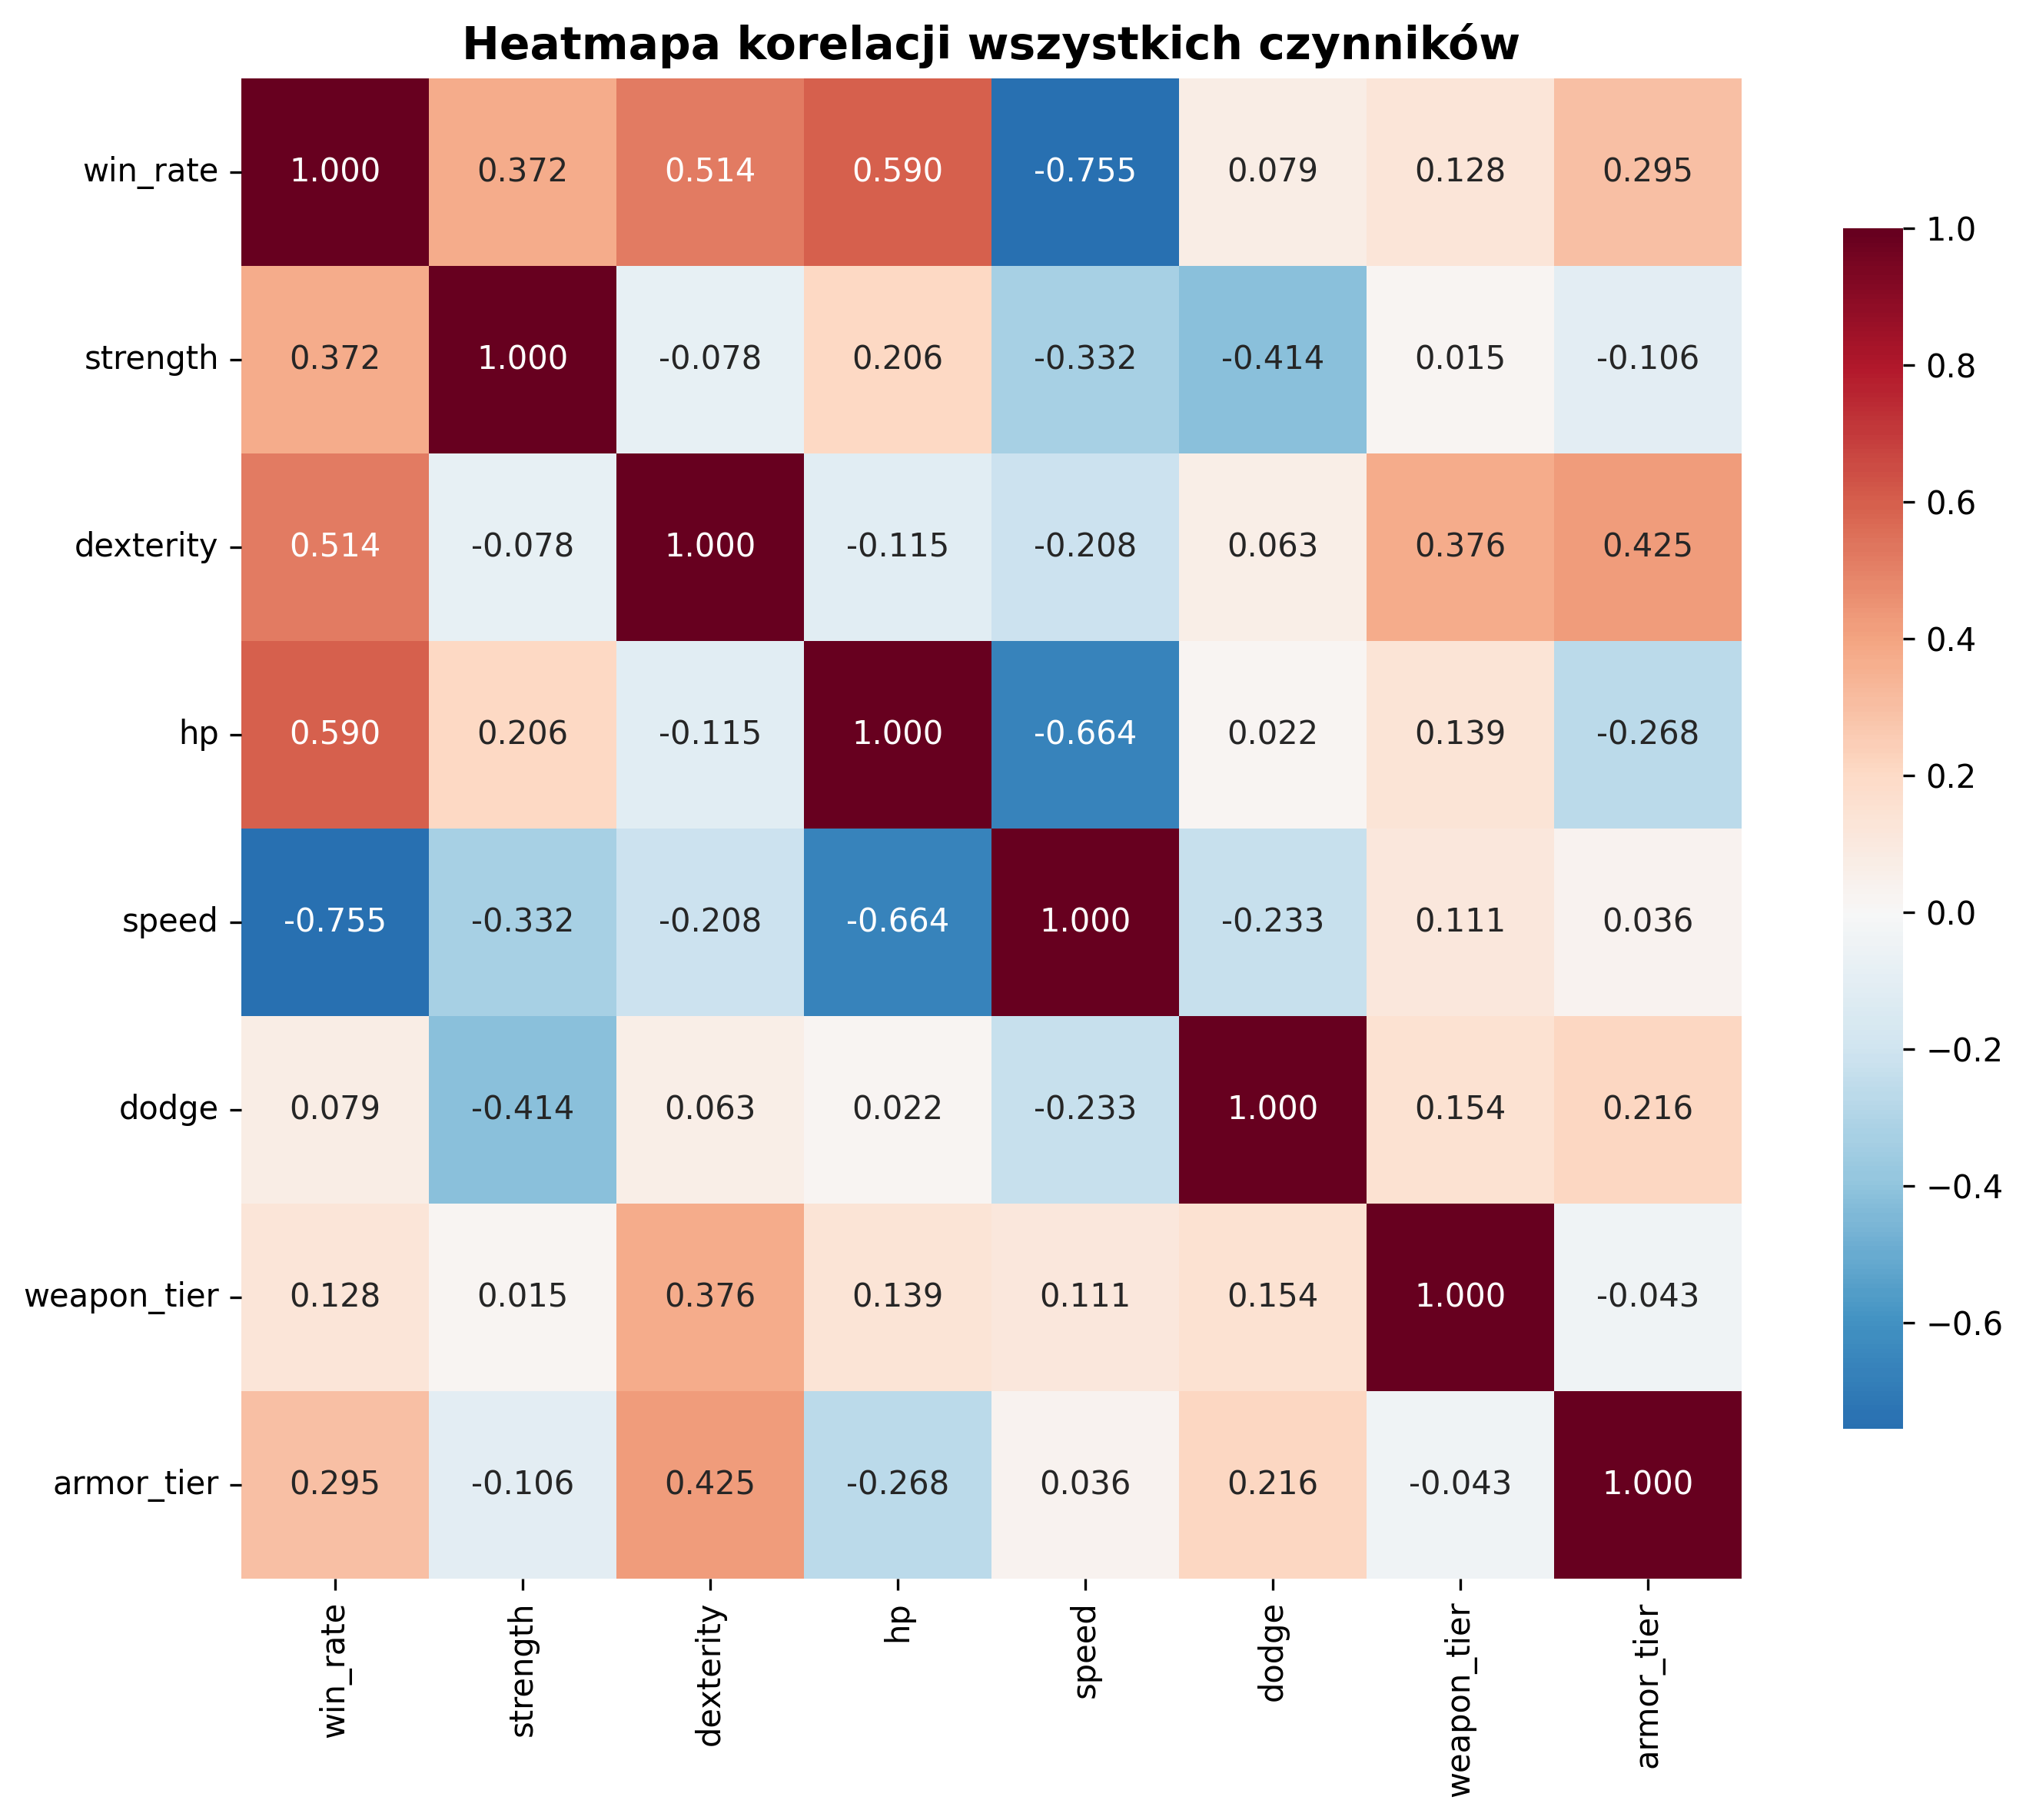 Heatmapa korelacji wszystkich czynników
win_rate 1.000 0.372 0.514 0.590 -0.755 0.079 0.128 0.295
strength 0.372 1.000 -0.078 0.206 -0.332 -0.414 0.015 -0.106
dexterity 0.514 -0.078 1.000 -0.115 -0.208 0.063 0.376 0.425
hp 0.590 0.206 -0.115 1.000 -0.664 0.022 0.139 -0.268
speed -0.755 -0.332 -0.208 -0.664 1.000 -0.233 0.111 0.036
dodge 0.079 -0.414 0.063 0.022 -0.233 1.000 0.154 0.216
weapon_tier 0.128 0.015 0.376 0.139 0.111 0.154 1.000 -0.043
armor_tier 0.295 -0.106 0.425 -0.268 0.036 0.216 -0.043 1.000
win_rate strength dexterity hp speed dodge weapon_tier armor_tier
1.0
0.8
0.6
0.4
0.2
0.0
−0.2
−0.4
−0.6